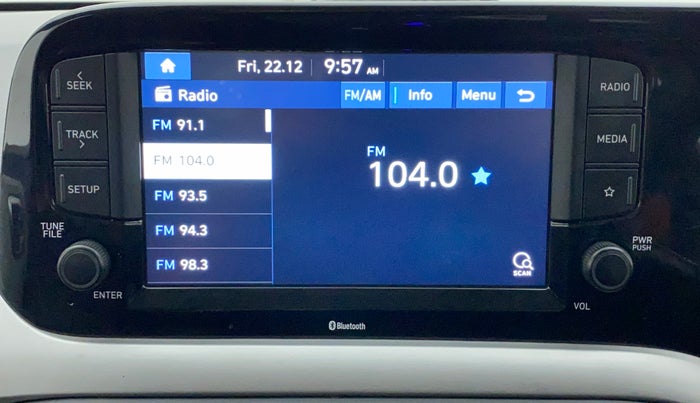 Fri, 22.12 9:57 AM
Radio FM/AM Info Menu
FM 91.1
FM 104.0
FM 93.5
FM 94.3
FM 98.3
FM
104.0
SCAN
SEEK
TRACK
SETUP
TUNE
FILE
ENTER
RADIO
MEDIA
PWR
PUSH
VOL
Bluetooth